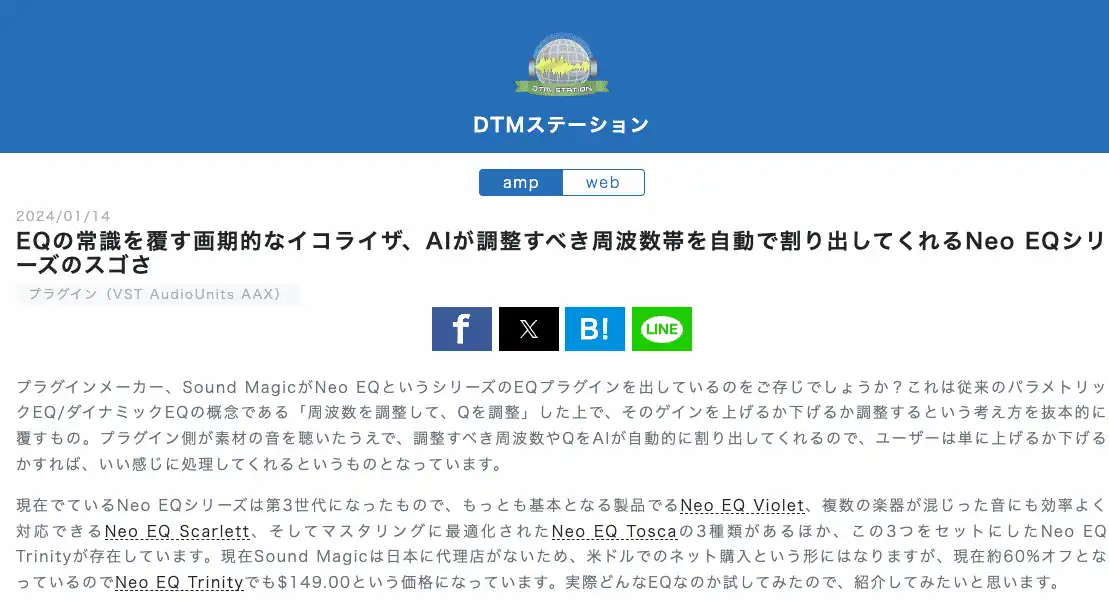 DTM STATION
DTMステーション
amp
web
2024/01/14
EQの常識を覆す画期的なイコライザ、AIが調整すべき周波数帯を自動で割り出してくれるNeo EQシリ
ーズのスゴさ
プラグイン（VST AudioUnits AAX）
f
X
B!
LINE
プラグインメーカー、Sound MagicがNeo EQというシリーズのEQプラグインを出しているのをご存じでしょうか？これは従来のパラメトリッ
クEQ/ダイナミックEQの概念である「周波数を調整して、Qを調整」した上で、そのゲインを上げるか下げるか調整するという考え方を抜本的に
覆すもの。プラグイン側が素材の音を聴いたうえで、調整すべき周波数やQをAIが自動的に割り出してくれるので、ユーザーは単に上げるか下げる
かすれば、いい感じに処理してくれるというものとなっています。
現在でているNeo EQシリーズは第3世代になったもので、もっとも基本となる製品でるNeo EQ Violet、複数の楽器が混じった音にも効率よく
対応できるNeo EQ Scarlett、そしてマスタリングに最適化されたNeo EQ Toscaの3種類があるほか、この3つをセットにしたNeo EQ
Trinityが存在しています。現在Sound Magicは日本に代理店がないため、米ドルでのネット購入という形にはなりますが、現在約60%オフとな
っているのでNeo EQ Trinityでも$149.00という価格になっています。実際どんなEQなのか試してみたので、紹介してみたいと思います。